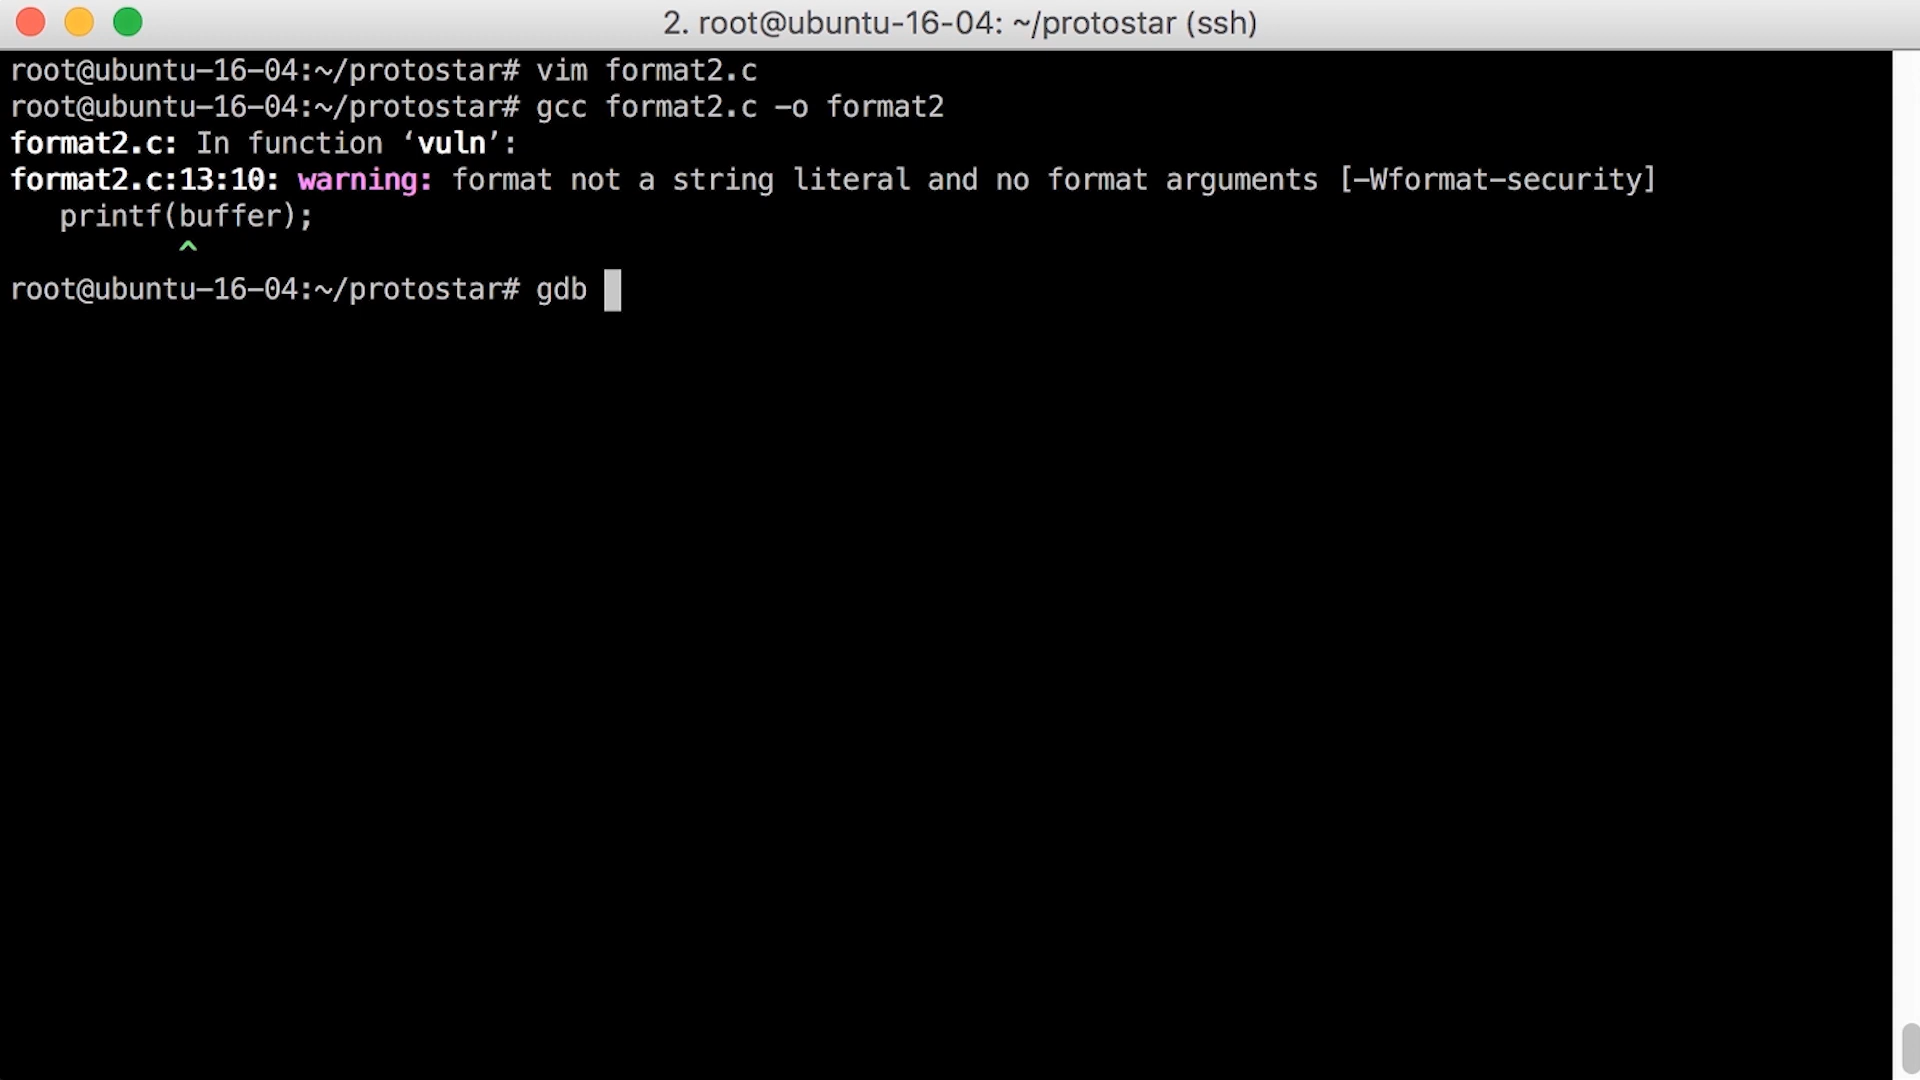 2. root@ubuntu-16-04: ~/protostar (ssh)
root@ubuntu-16-04:~/protostar# vim format2.c
root@ubuntu-16-04:~/protostar# gcc format2.c -o format2
format2.c: In function ‘vuln’:
format2.c:13:10: warning: format not a string literal and no format arguments [-Wformat-security]
   printf(buffer);
          ^
root@ubuntu-16-04:~/protostar# gdb